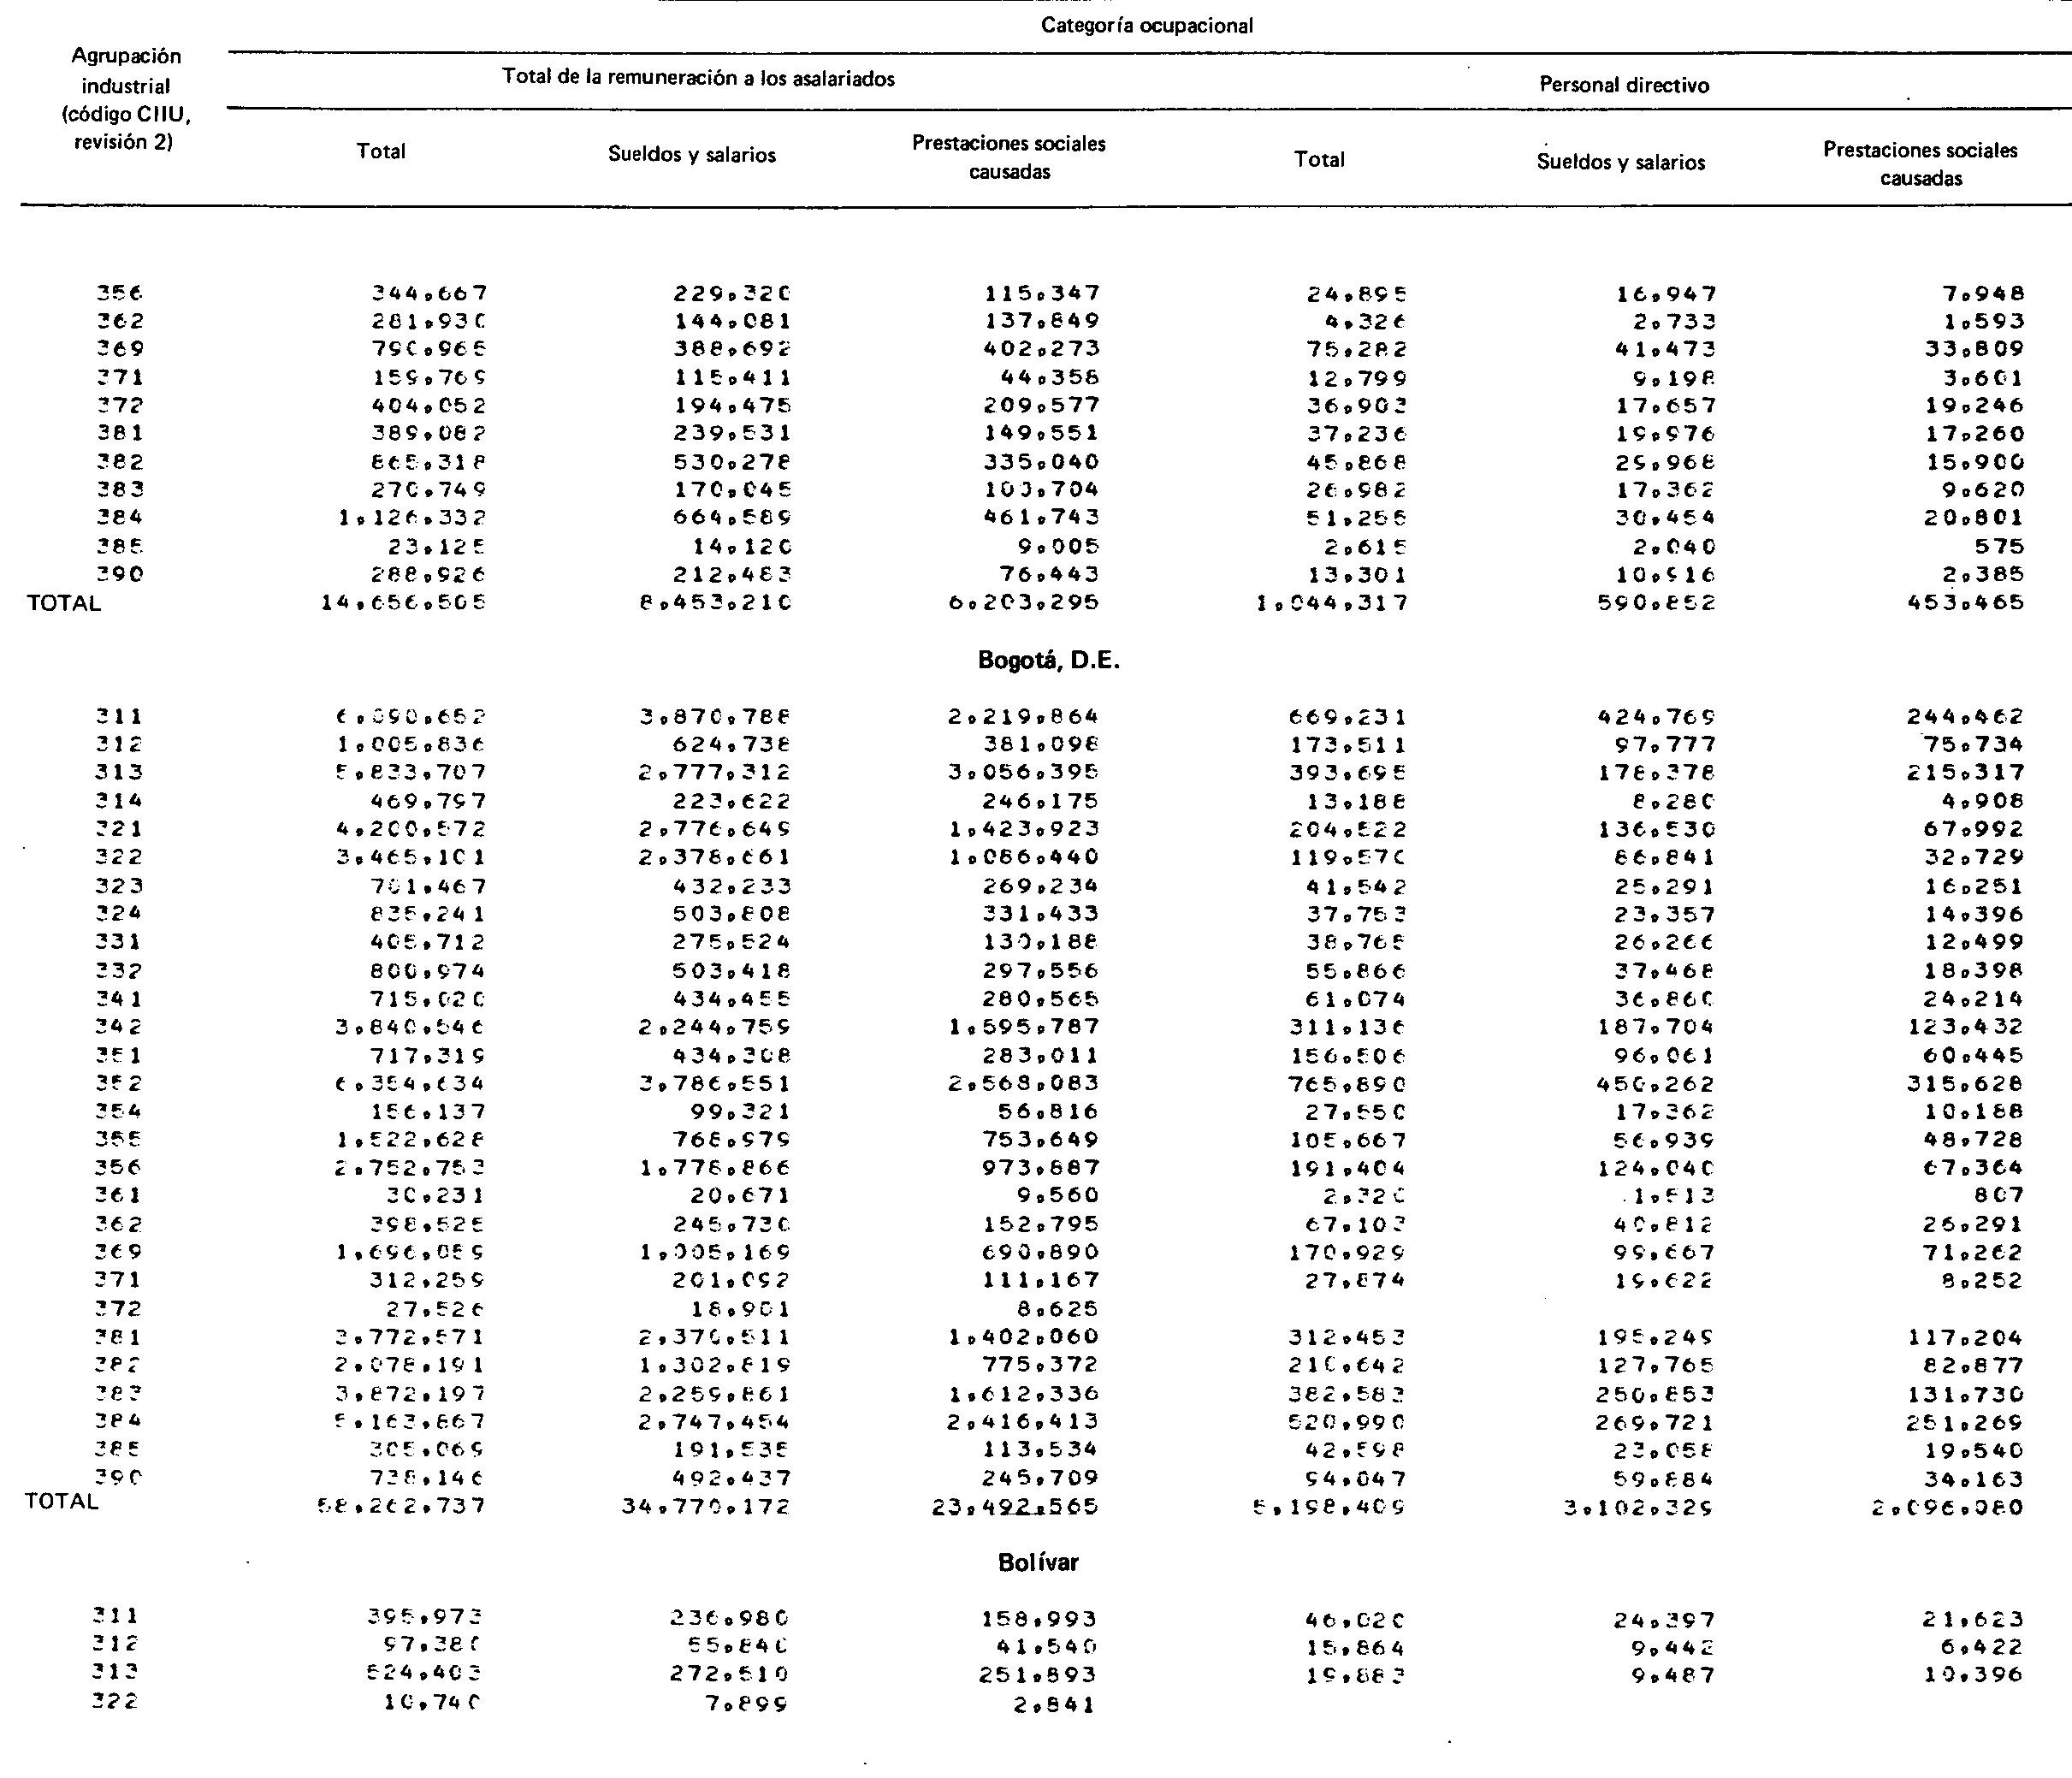 Categoría ocupacional
Agrupación industrial (código CIIU, revisión 2)
Total de la remuneración a los asalariados Personal directivo
Total Sueldos y salarios Prestaciones sociales causadas Total Sueldos y salarios Prestaciones sociales causadas
356 344,667 229,320 115,347 24,895 16,947 7,948
362 281,930 144,081 137,849 4,326 2,733 1,593
369 790,965 388,692 402,273 75,282 41,473 33,809
371 159,769 115,411 44,358 12,799 9,198 3,601
372 404,052 194,475 209,577 36,903 17,657 19,246
381 389,082 239,531 149,551 37,236 19,976 17,260
382 865,318 530,278 335,040 45,868 29,968 15,900
383 270,749 170,045 100,704 26,982 17,362 9,620
384 1,126,332 664,589 461,743 51,255 30,454 20,801
385 23,125 14,120 9,005 2,615 2,040 575
390 288,926 212,483 76,443 13,301 10,916 2,385
TOTAL 14,656,505 8,453,210 6,203,295 1,044,317 590,852 453,465
Bogotá, D.E.
311 6,090,652 3,870,788 2,219,864 669,231 424,769 244,462
312 1,005,836 624,738 381,098 173,511 97,777 75,734
313 5,833,707 2,777,312 3,056,395 393,695 178,378 215,317
314 469,797 223,622 246,175 13,188 8,280 4,908
321 4,200,572 2,776,649 1,423,923 204,522 136,530 67,992
322 3,465,101 2,378,661 1,086,440 119,570 86,841 32,729
323 701,467 432,233 269,234 41,542 25,291 16,251
324 835,241 503,808 331,433 37,753 23,357 14,396
331 405,712 275,524 130,188 38,765 26,266 12,499
332 800,974 503,418 297,556 55,866 37,468 18,398
341 715,020 434,455 280,565 61,074 36,860 24,214
342 3,840,546 2,244,759 1,595,787 311,136 187,704 123,432
351 717,319 434,308 283,011 156,506 96,061 60,445
352 6,354,634 3,786,551 2,568,083 765,890 450,262 315,628
354 156,137 99,321 56,816 27,550 17,362 10,188
355 1,522,628 768,979 753,649 105,667 56,939 48,728
356 2,752,753 1,778,866 973,887 191,404 124,040 67,364
361 30,231 20,671 9,560 2,320 1,513 807
362 398,525 245,730 152,795 67,103 40,812 26,291
369 1,696,059 1,005,169 690,890 170,929 99,667 71,262
371 312,259 201,092 111,167 27,874 19,622 8,252
372 27,526 18,901 8,625
381 3,772,571 2,370,511 1,402,060 312,453 195,249 117,204
382 2,078,191 1,302,819 775,372 210,642 127,765 82,877
383 3,872,197 2,259,861 1,612,336 382,583 250,853 131,730
384 5,163,867 2,747,454 2,416,413 520,990 269,721 251,269
385 305,069 191,535 113,534 42,598 23,058 19,540
390 738,146 492,437 245,709 94,047 59,884 34,163
TOTAL 58,262,737 34,770,172 23,492,565 5,198,409 3,102,329 2,096,080
Bolívar
311 395,973 236,980 158,993 46,020 24,397 21,623
312 97,380 55,840 41,540 15,864 9,442 6,422
313 524,403 272,510 251,893 19,883 9,487 10,396
322 10,740 7,899 2,841